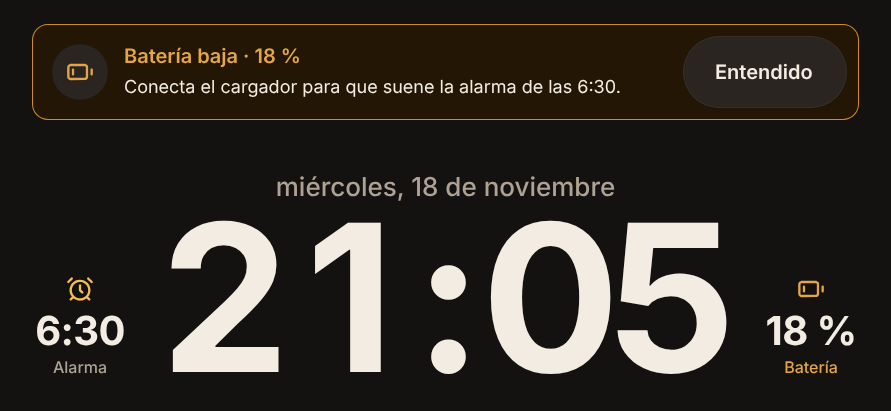 Batería baja · 18 %
Conecta el cargador para que suene la alarma de las 6:30.
Entendido
miércoles, 18 de noviembre
21:05
6:30
Alarma
18 %
Batería